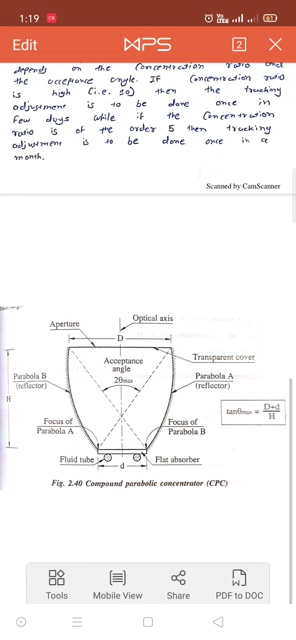 1:19
Vo
LTE
67
Edit
WPS
2
depends on the Concentration ratio and
the acceptance angle. If Concentration ratio
is high (i.e. 10) then the tracking
adjustment is to be done once in
few days while if the Concentration
ratio is of the order 5 then tracking
adjustment is to be done once in a
month.
Scanned by CamScanner
Optical axis
Aperture
D
Acceptance
angle
2θmax
Transparent cover
Parabola B
(reflector)
Parabola A
(reflector)
H
tanθmax = D+d
H
Focus of
Parabola A
Focus of
Parabola B
Fluid tube
d
Flat absorber
Fig. 2.40 Compound parabolic concentrator (CPC)
Tools
Mobile View
Share
PDF to DOC